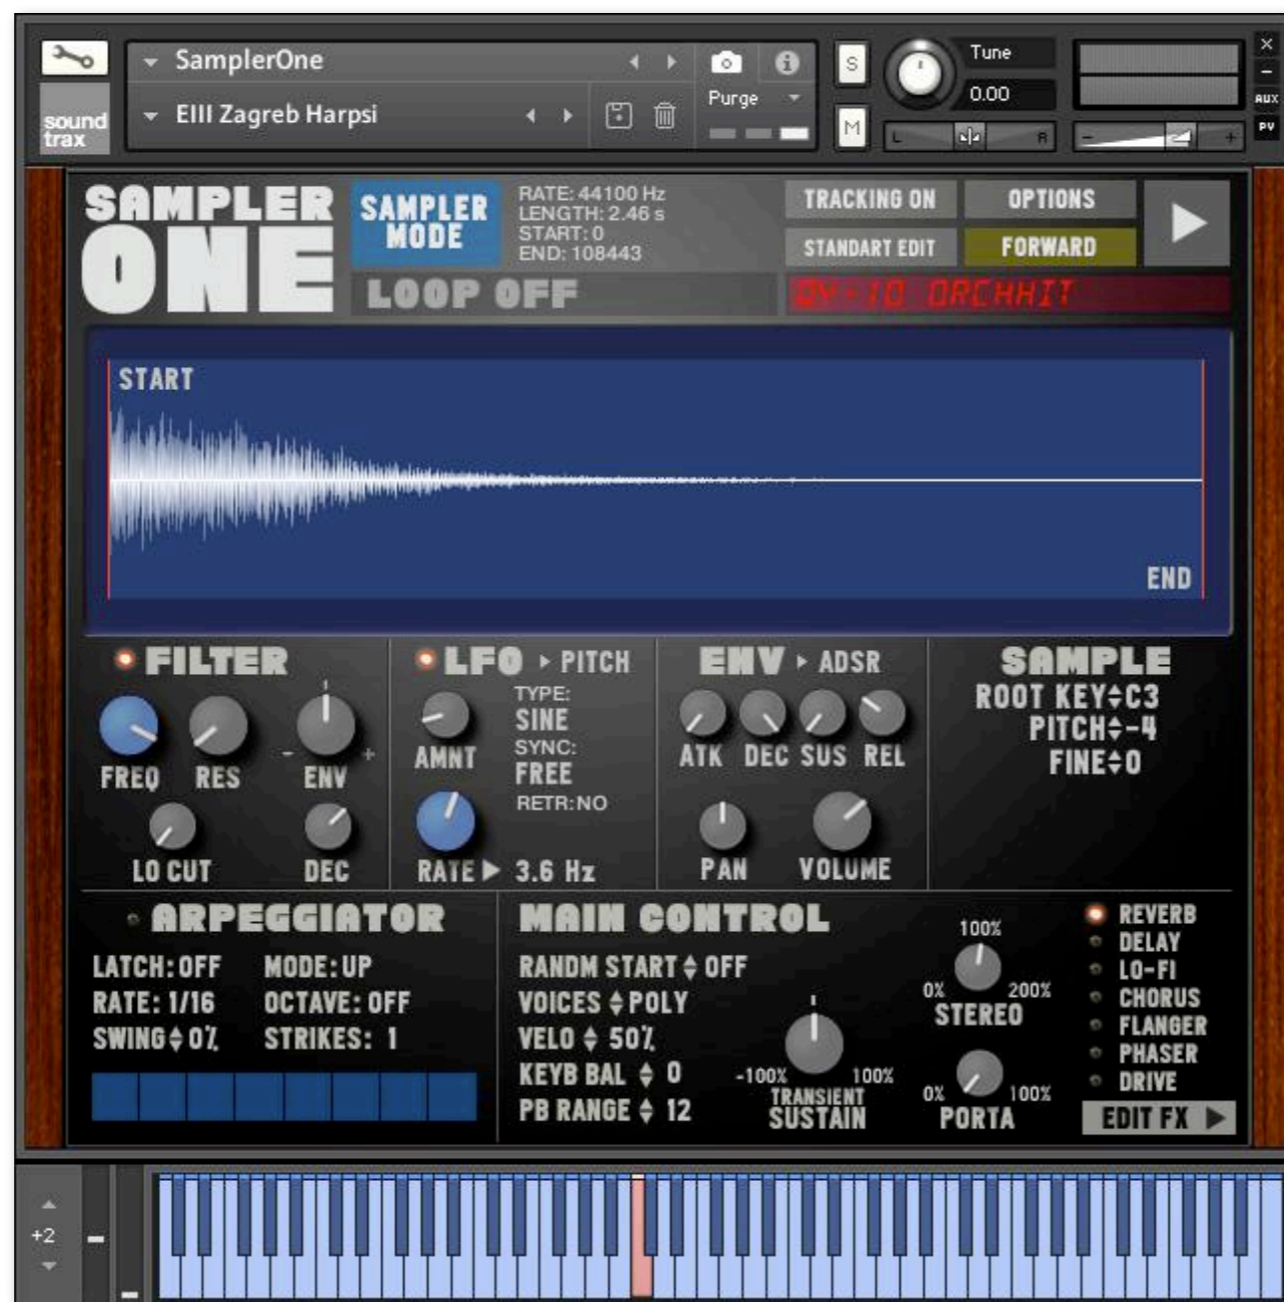 SamplerOne
S
Tune
x
sound
trax
EIII Zagreb Harpsi
Purge
0.00
AUX
M
L
R
-
+
PV
SAMPLER
ONE
SAMPLER
MODE
RATE: 44100 Hz
LENGTH: 2.46 s
START: 0
END: 108443
TRACKING ON
OPTIONS
STANDART EDIT
FORWARD
LOOP OFF
04-10 ORCHHIT
START
END
FILTER
FREQ
RES
-
+
ENV
LO CUT
DEC
LFO
PITCH
TYPE:
SINE
SYNC:
FREE
RETR:NO
AMNT
RATE
3.6 Hz
ENV
ADSR
ATK
DEC
SUS
REL
PAN
VOLUME
SAMPLE
ROOT KEY C3
PITCH -4
FINE 0
ARPEGGIATOR
LATCH: OFF
MODE: UP
RATE: 1/16
OCTAVE: OFF
SWING 0%
STRIKES: 1
MAIN CONTROL
RANDM START OFF
VOICES POLY
VELO 50%
KEYB BAL 0
PB RANGE 12
-100%
100%
TRANSIENT
SUSTAIN
100%
0%
200%
STEREO
0%
100%
PORTA
REVERB
DELAY
LO-FI
CHORUS
FLANGER
PHASER
DRIVE
EDIT FX
+2